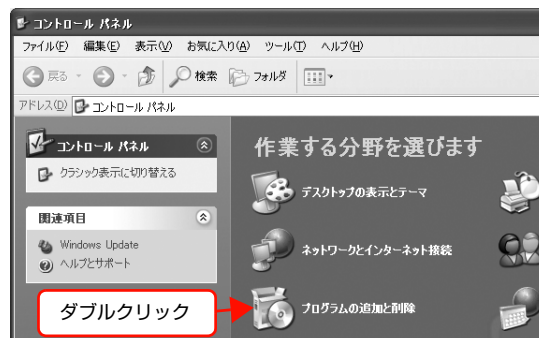 コントロール パネル
ファイル(F) 編集(E) 表示(V) お気に入り(A) ツール(T) ヘルプ(H)
戻る 検索 フォルダ
アドレス(D) コントロール パネル
コントロール パネル
クラシック表示に切り替える
関連項目
Windows Update
ヘルプとサポート
作業する分野を選びます
デスクトップの表示とテーマ
ネットワークとインターネット接続
プログラムの追加と削除
ダブルクリック